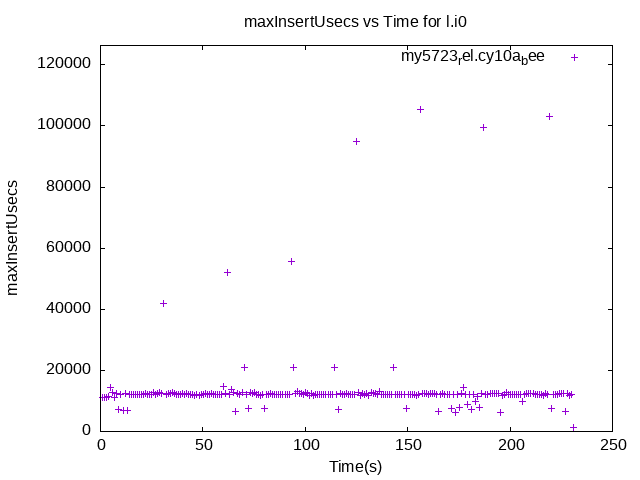 maxInsertUsecs vs Time for l.i0
my5723rel.cy10abee
120000
100000
80000
60000
40000
20000
0
maxInsertUsecs
0 50 100 150 200 250
Time(s)